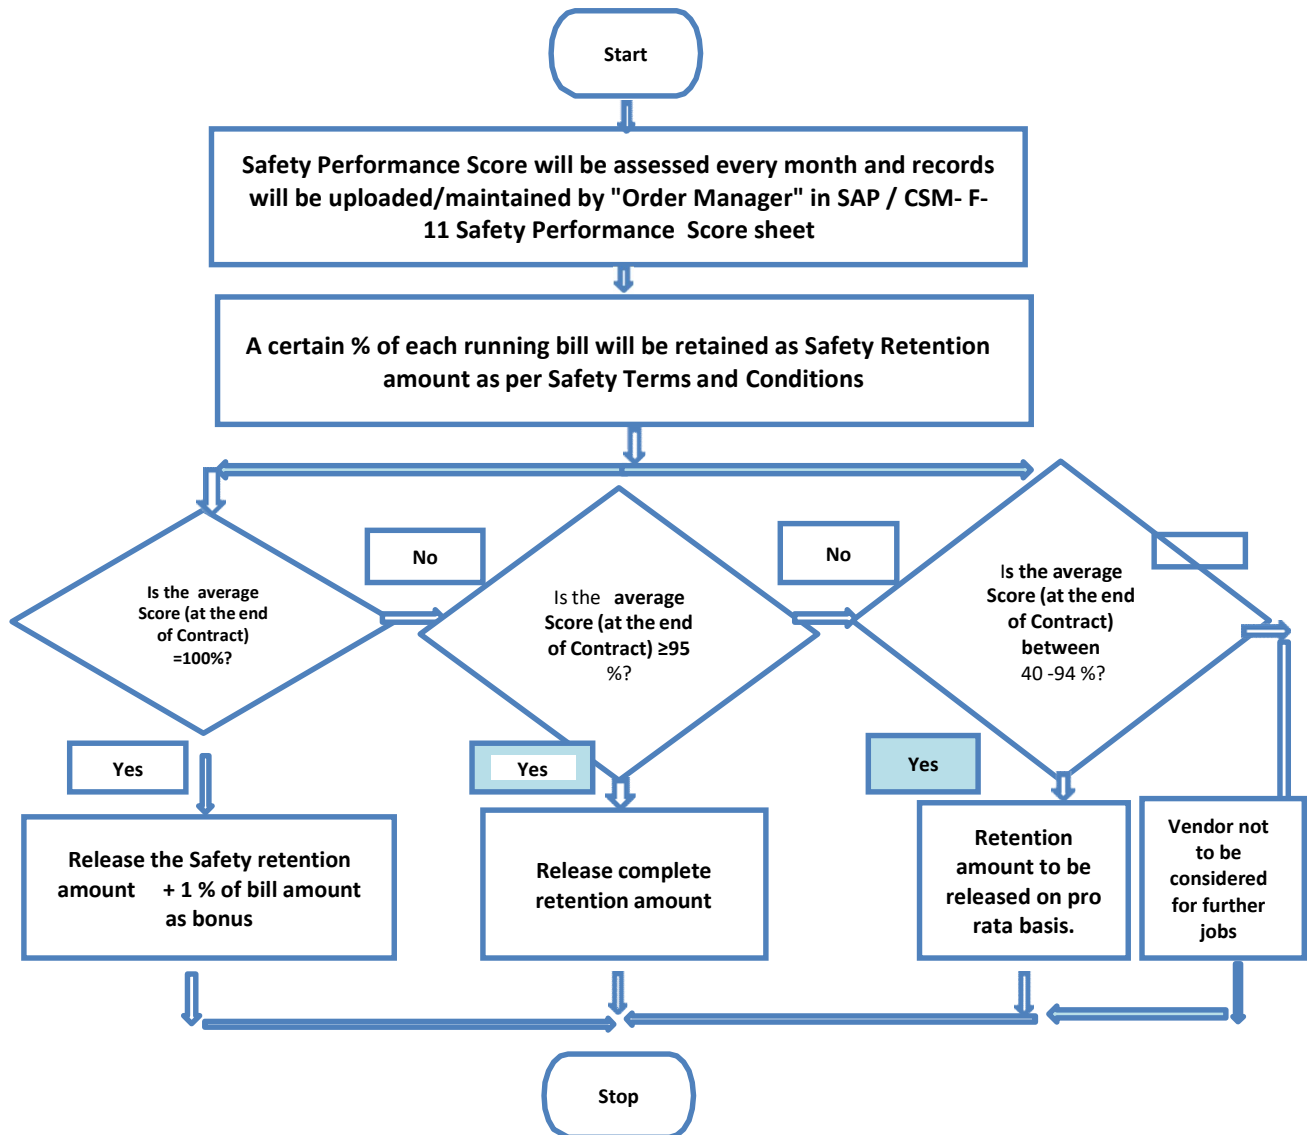 Start
Safety Performance Score will be assessed every month and records
will be uploaded/maintained by "Order Manager" in SAP / CSM- F-
11 Safety Performance Score sheet
A certain % of each running bill will be retained as Safety Retention
amount as per Safety Terms and Conditions
No
No
Is the average
Score (at the end
of Contract)
=100%?
Is the average
Score (at the end
of Contract) ≥95
%?
Is the average
Score (at the end
of Contract)
between
40 -94 %?
Yes
Yes
Yes
Release the Safety retention
amount + 1 % of bill amount
as bonus
Release complete
retention amount
Retention
amount to be
released on pro
rata basis.
Vendor not
to be
considered
for further
jobs
Stop